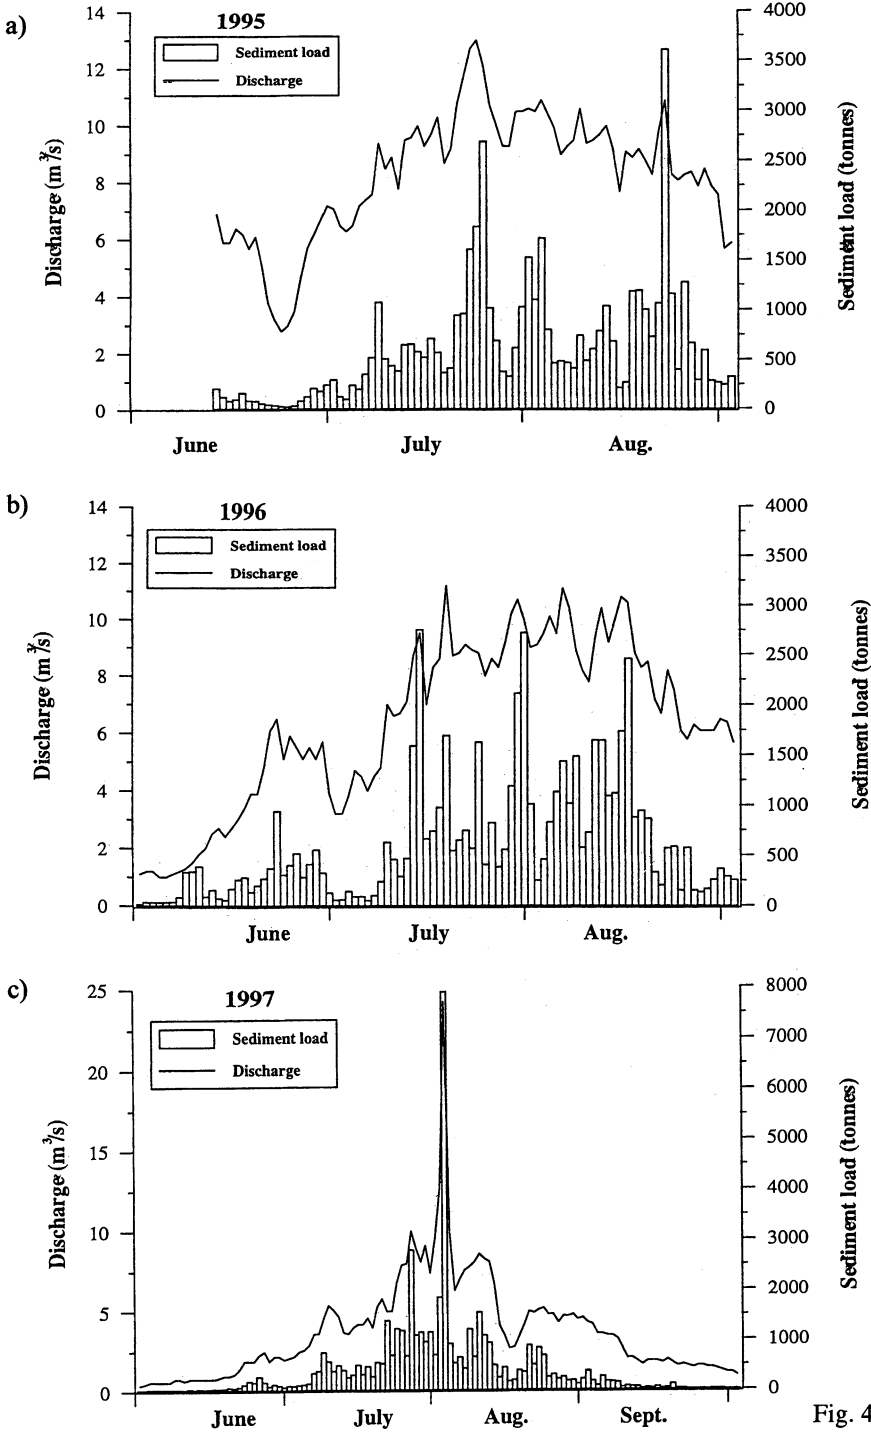 a)
1995
Sediment load
Discharge
14
12
10
8
6
4
2
0
Discharge (m³/s)
4000
3500
3000
2500
2000
1500
1000
500
0
Sediment load (tonnes)
June July Aug.
b)
1996
Sediment load
Discharge
14
12
10
8
6
4
2
0
Discharge (m³/s)
4000
3500
3000
2500
2000
1500
1000
500
0
Sediment load (tonnes)
June July Aug.
c)
1997
Sediment load
Discharge
25
20
15
10
5
0
Discharge (m³/s)
8000
7000
6000
5000
4000
3000
2000
1000
0
Sediment load (tonnes)
June July Aug. Sept.
Fig. 4